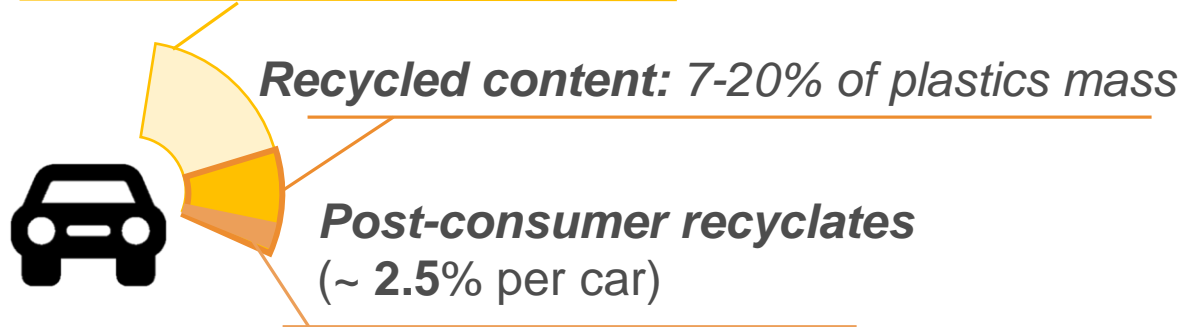 Recycled content: 7-20% of plastics mass
Post-consumer recyclates
(~ 2.5% per car)